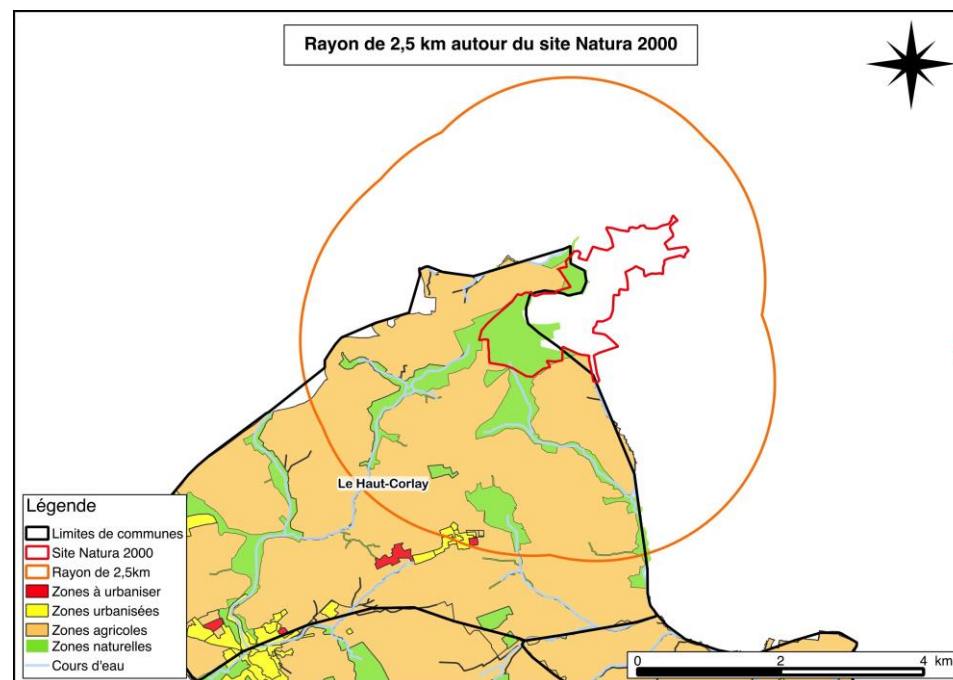 Rayon de 2,5 km autour du site Natura 2000
Le Haut-Corlay
Légende
Limites de communes
Site Natura 2000
Rayon de 2,5km
Zones à urbaniser
Zones urbanisées
Zones agricoles
Zones naturelles
Cours d'eau
0 2 4 km